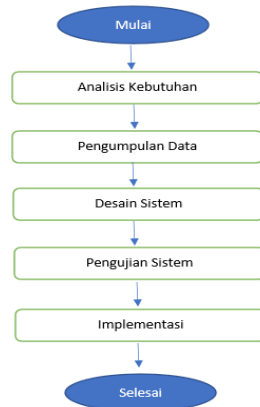 Mulai
Analisis Kebutuhan
Pengumpulan Data
Desain Sistem
Pengujian Sistem
Implementasi
Selesai